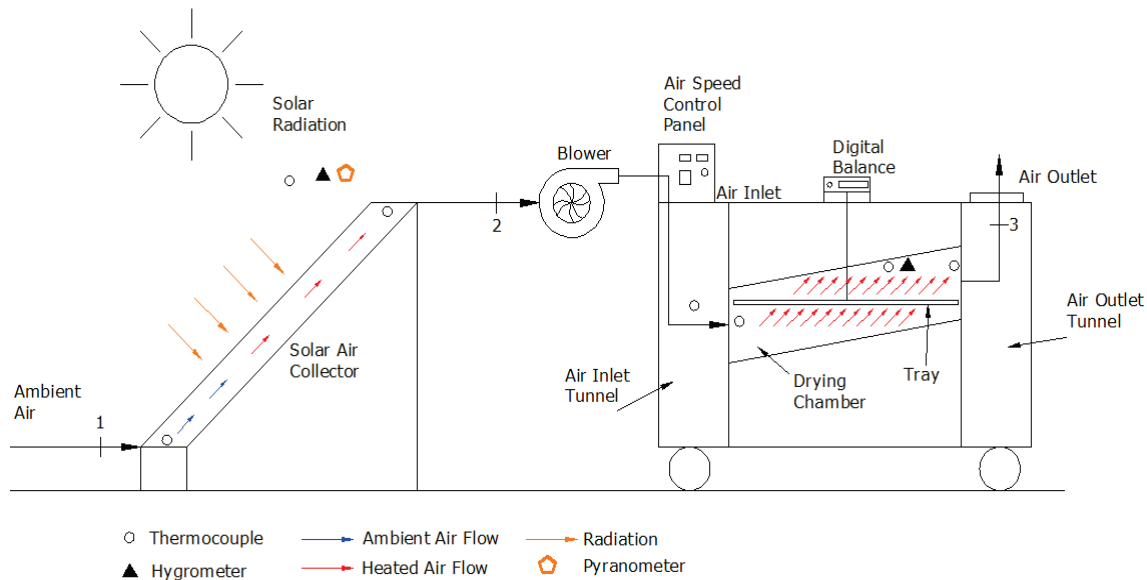 Solar
Radiation
Air Speed
Control
Panel
Blower
Digital
Balance
Air Inlet
Air Outlet
2
3
Solar Air
Collector
Air Outlet
Tunnel
Ambient
Air
1
Air Inlet
Tunnel
Drying
Chamber
Tray
Thermocouple
Ambient Air Flow
Radiation
Hygrometer
Heated Air Flow
Pyranometer